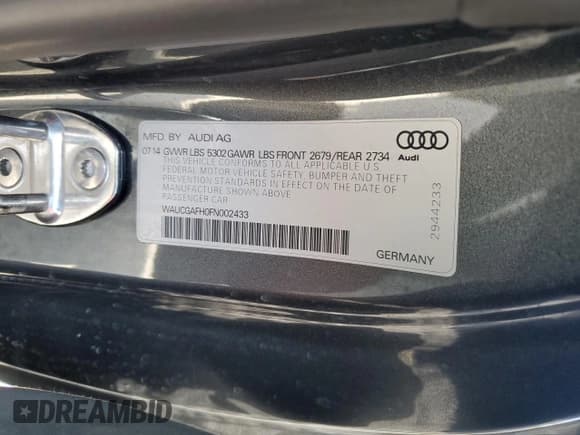 MFD. BY AUDI AG
07 14 GVWR LBS 5302 GAWR LBS FRONT 2679/REAR 2734
THIS VEHICLE CONFORMS TO ALL APPLICABLE U.S.
FEDERAL MOTOR VEHICLE SAFETY, BUMPER AND THEFT
PREVENTION STANDARDS IN EFFECT ON THE DATE OF
MANUFACTURE SHOWN ABOVE
PASSENGER CAR
WAUCGAFH0FN002433
Audi
2944233
GERMANY
DREAMBID